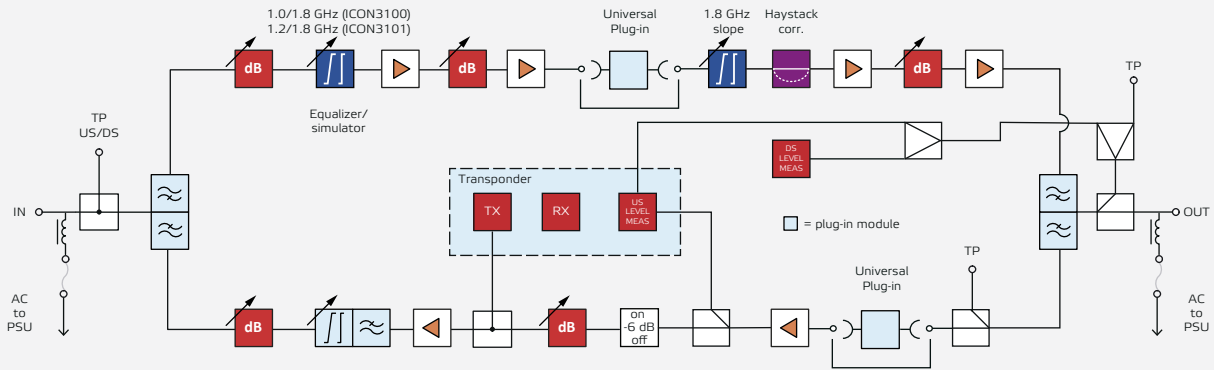 1.0/1.8 GHz (ICON3100)
1.2/1.8 GHz (ICON3101)
Universal
Plug-in
1.8 GHz
slope
Haystack
corr.
dB
dB
dB
TP
Equalizer/
simulator
TP
US/DS
DS
LEVEL
MEAS
Transponder
TX
RX
US
LEVEL
MEAS
IN
OUT
= plug-in module
TP
Universal
Plug-in
AC
to
PSU
dB
dB
on
-6 dB
off
AC
to
PSU